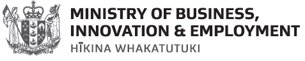 MINISTRY OF BUSINESS,
INNOVATION & EMPLOYMENT
HĪKINA WHAKATUTUKI